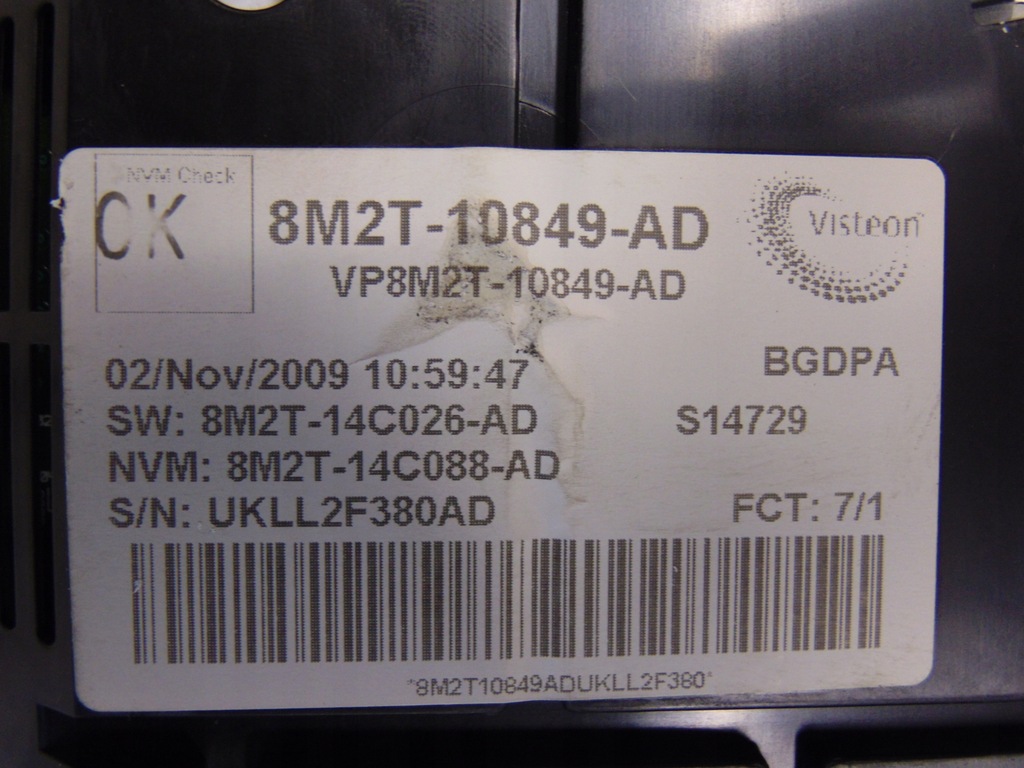 NVM Check
OK
8M2T-10849-AD
VP8M2T-10849-AD
Visteon
02/Nov/2009 10:59:47
BGDPA
SW: 8M2T-14C026-AD
S14729
NVM: 8M2T-14C088-AD
S/N: UKLL2F380AD
FCT: 7/1
*8M2T10849ADUKLL2F380*